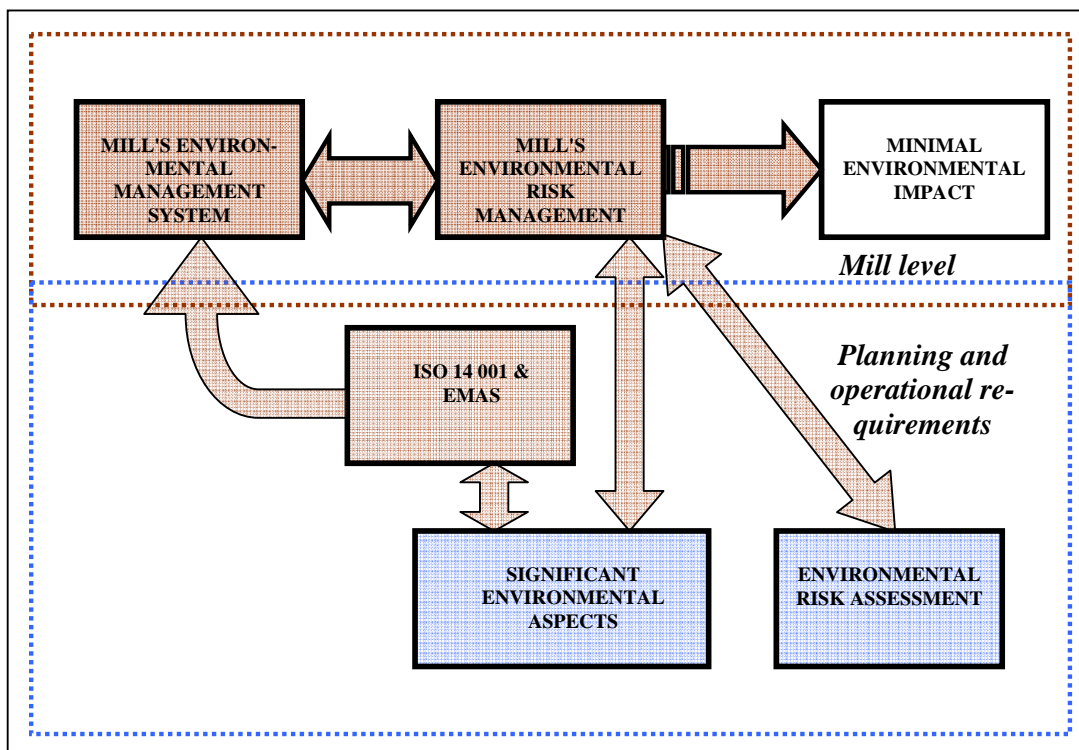 MILL'S ENVIRON-
MENTAL
MANAGEMENT
SYSTEM
MILL'S
ENVIRONMENTAL
RISK
MANAGEMENT
MINIMAL
ENVIRONMENTAL
IMPACT
Mill level
ISO 14 001 &
EMAS
Planning and
operational re-
quirements
SIGNIFICANT
ENVIRONMENTAL
ASPECTS
ENVIRONMENTAL
RISK ASSESSMENT